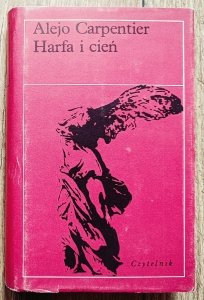 Alejo Carpentier
Harfa i cień
Czytelnik